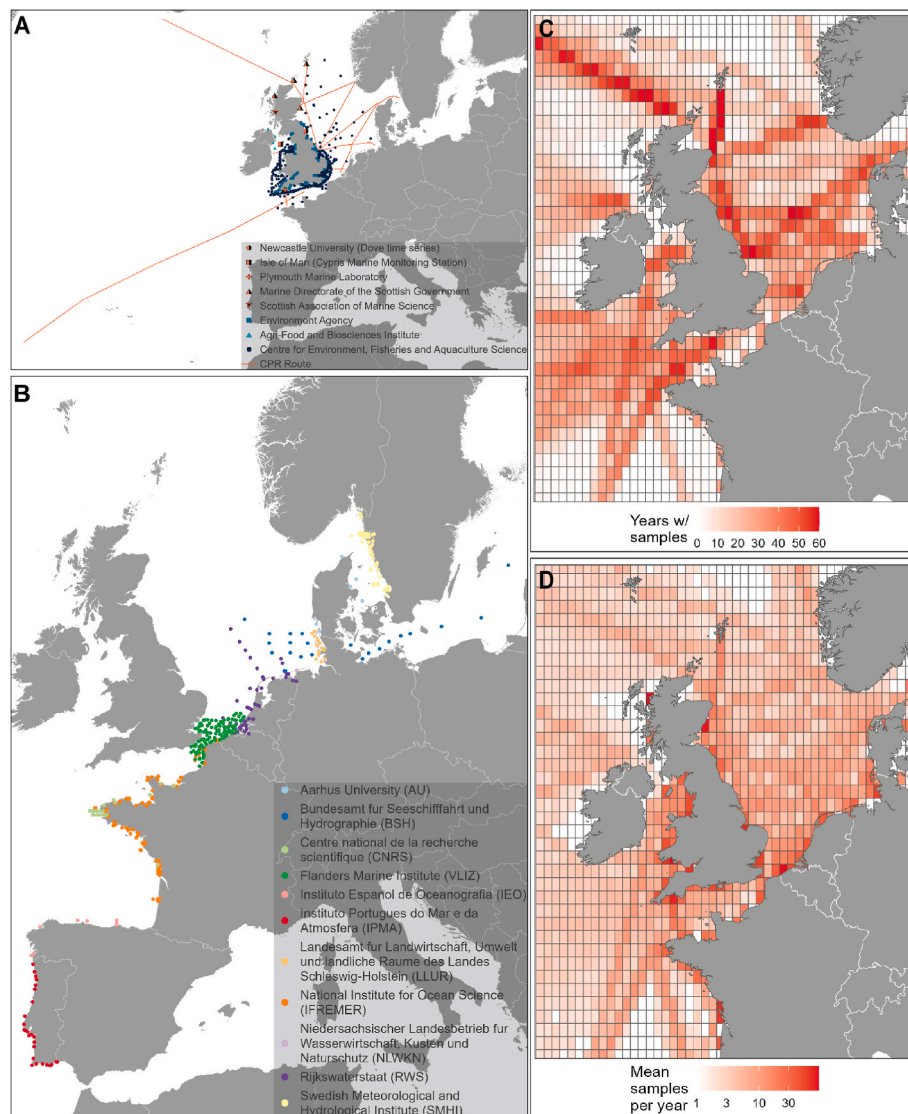 A
Newcastle University (Dove time series)
Isle of Man (Cypris Marine Monitoring Station)
Plymouth Marine Laboratory
Marine Directorate of the Scottish Government
Scottish Association of Marine Science
Environment Agency
Agri-Food and Biosciences Institute
Centre for Environment, Fisheries and Aquaculture Science
CPR Route
B
Aarhus University (AU)
Bundesamt fur Seeschifffahrt und
Hydrographie (BSH)
Centre national de la recherche
scientifique (CNRS)
Flanders Marine Institute (VLIZ)
Instituto Espanol de Oceanografia (IEO)
Instituto Portugues do Mar e da
Atmosfera (IPMA)
Landesamt fur Landwirtschaft, Umwelt
und landliche Raume des Landes
Schleswig-Holstein (LLUR)
National Institute for Ocean Science
(IFREMER)
Niedersachsischer Landesbetrieb fur
Wasserwirtschaft, Kusten und
Naturschutz (NLWKN)
Rijkswaterstaat (RWS)
Swedish Meteorological and
Hydrological Institute (SMHI)
C
Years w/
samples
0 10 20 30 40 50 60
D
Mean
samples
per year
1 3 10 30